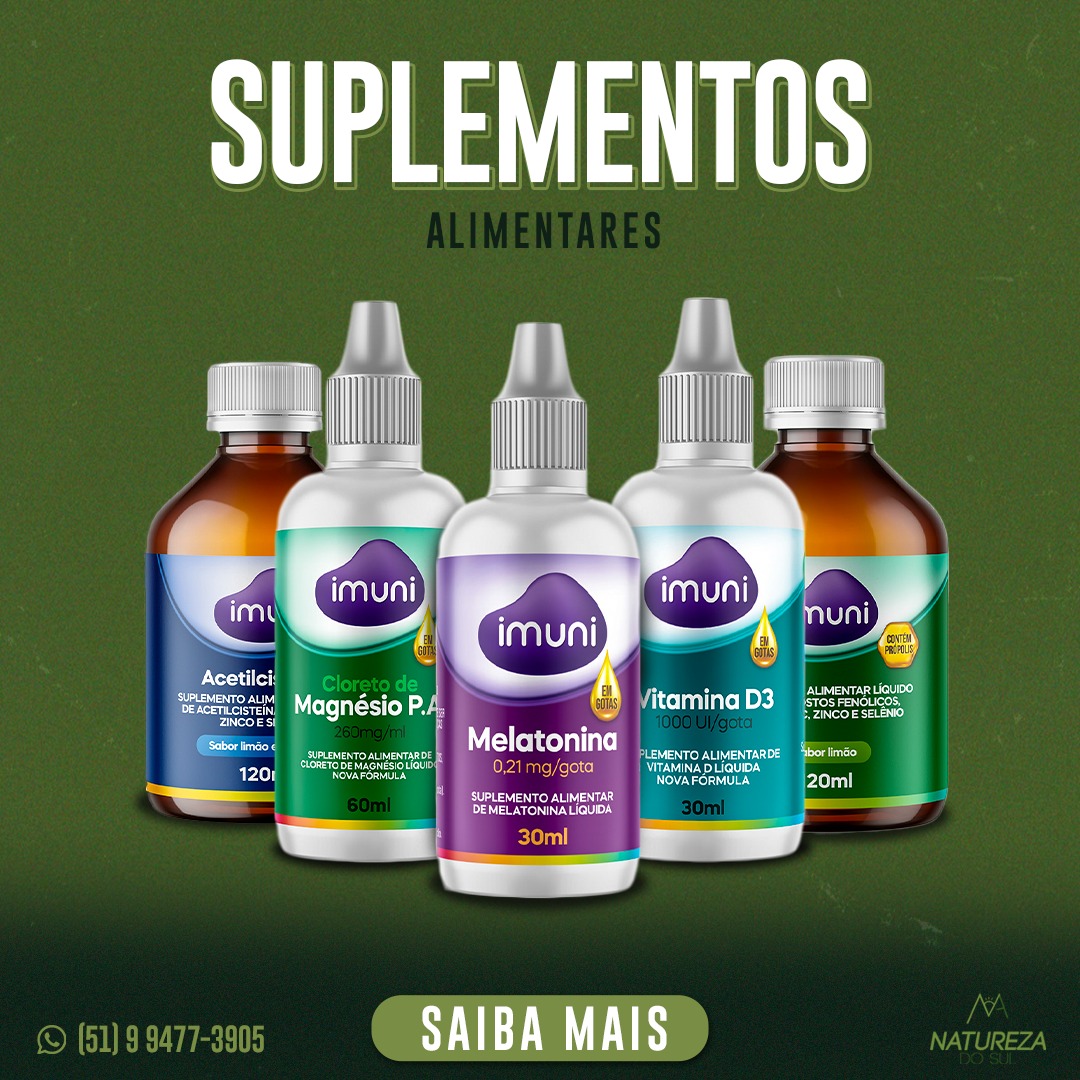 SUPLEMENTOS
ALIMENTARES
imuni
Acetilcis
SUPLEMENTO ALIM
DE ACETILCISTEÍNA
ZINCO E SE
Sabor limão e
120m
imuni
EM
GOTAS
Cloreto de
Magnésio P.A
260mg/ml
SUPLEMENTO ALIMENTAR DE
CLORETO DE MAGNÉSIO LÍQUIDO
NOVA FÓRMULA
60ml
imuni
EM
GOTAS
Melatonina
0,21 mg/gota
SUPLEMENTO ALIMENTAR
DE MELATONINA LÍQUIDA
30ml
imuni
EM
GOTAS
Vitamina D3
1000 UI/gota
PLEMENTO ALIMENTAR DE
VITAMINA D LÍQUIDA
NOVA FÓRMULA
30ml
imuni
CONTÉM
PRÓPOLIS
ALIMENTAR LÍQUIDO
OSTOS FENÓLICOS,
C, ZINCO E SELÊNIO
Sabor limão
20ml
(51) 9 9477-3905
SAIBA MAIS
NATUREZA
DO SUL